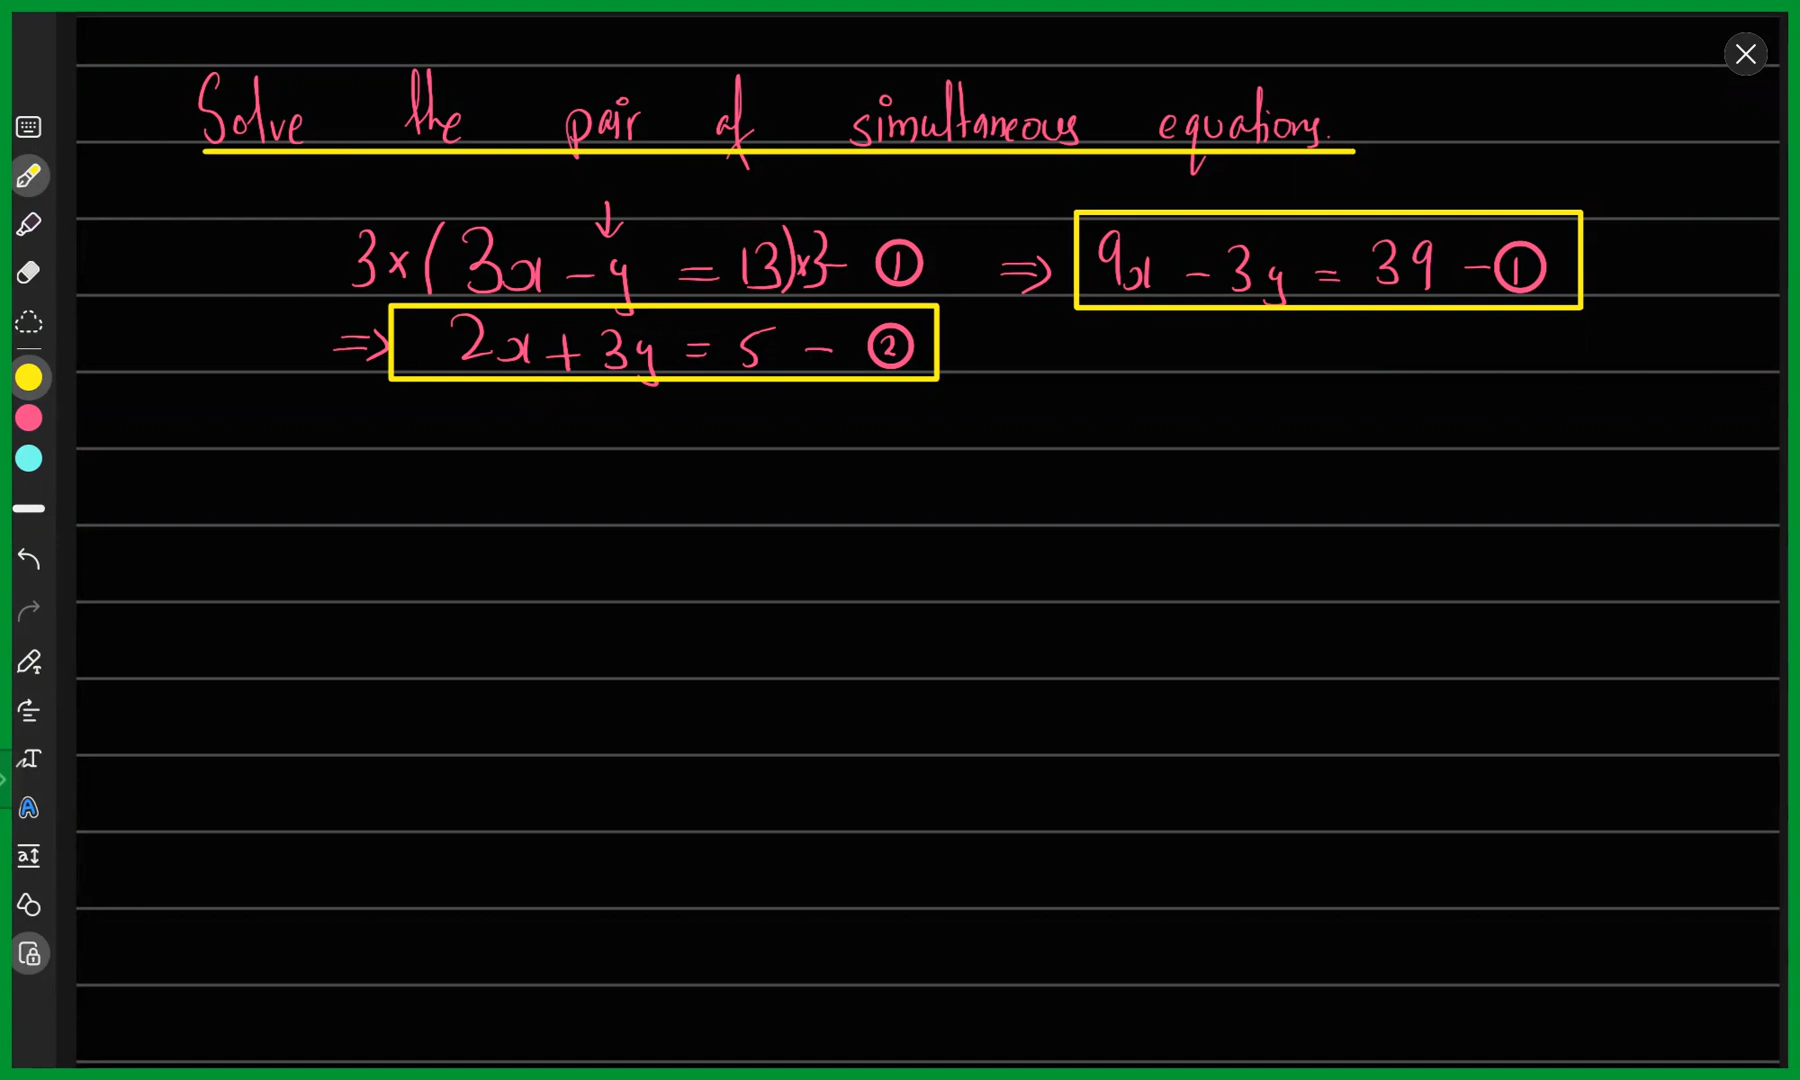 Solve the pair of simultaneous equations.
3×(3x - y = 13)×3 - ① ⇒ 9x - 3y = 39 - ①
⇒ 2x + 3y = 5 - ②